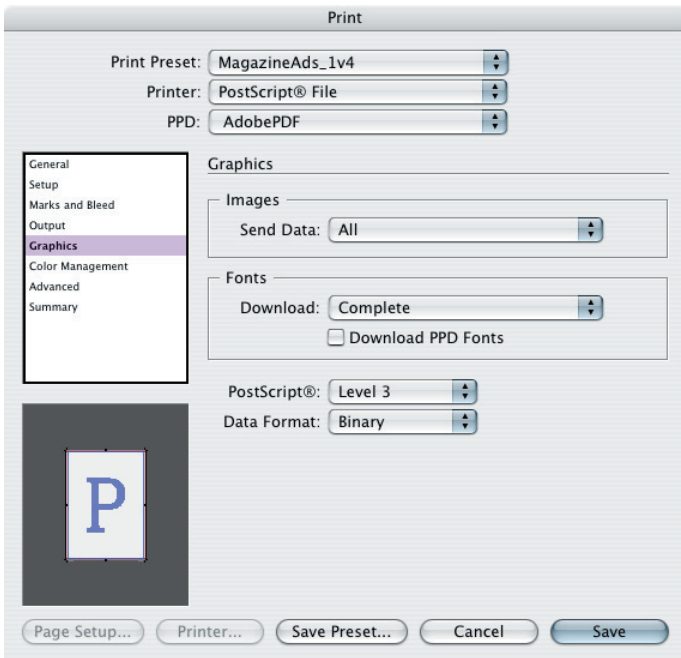 Print
Print Preset: MagazineAds_1v4
Printer: PostScript® File
PPD: AdobePDF
General
Setup
Marks and Bleed
Output
Graphics
Color Management
Advanced
Summary
Graphics
Images
Send Data: All
Fonts
Download: Complete
Download PPD Fonts
PostScript®: Level 3
Data Format: Binary
P
Page Setup... Printer... Save Preset... Cancel Save